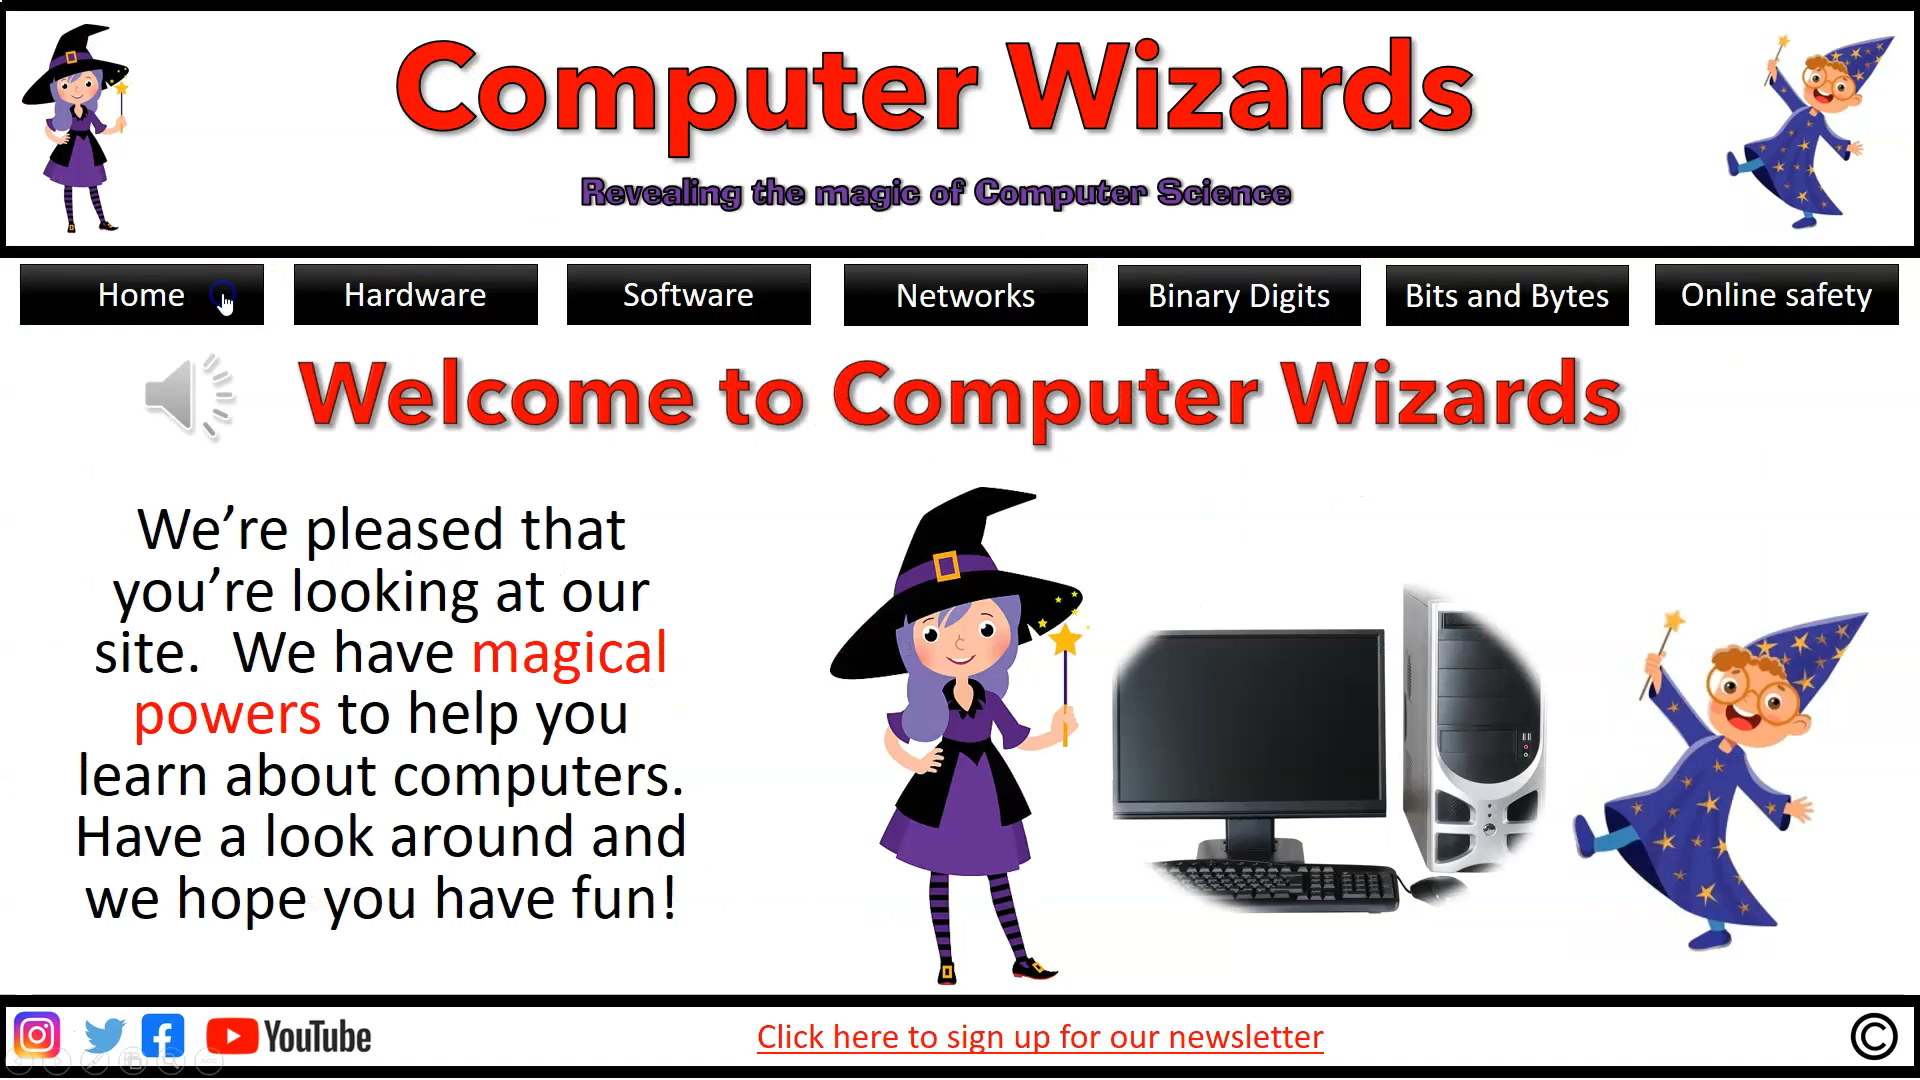 Computer Wizards
Revealing the magic of Computer Science
Home
Hardware
Software
Networks
Binary Digits
Bits and Bytes
Online safety
Welcome to Computer Wizards
We’re pleased that
you’re looking at our
site.  We have magical
powers to help you
learn about computers.
Have a look around and
we hope you have fun!
YouTube
Click here to sign up for our newsletter
©